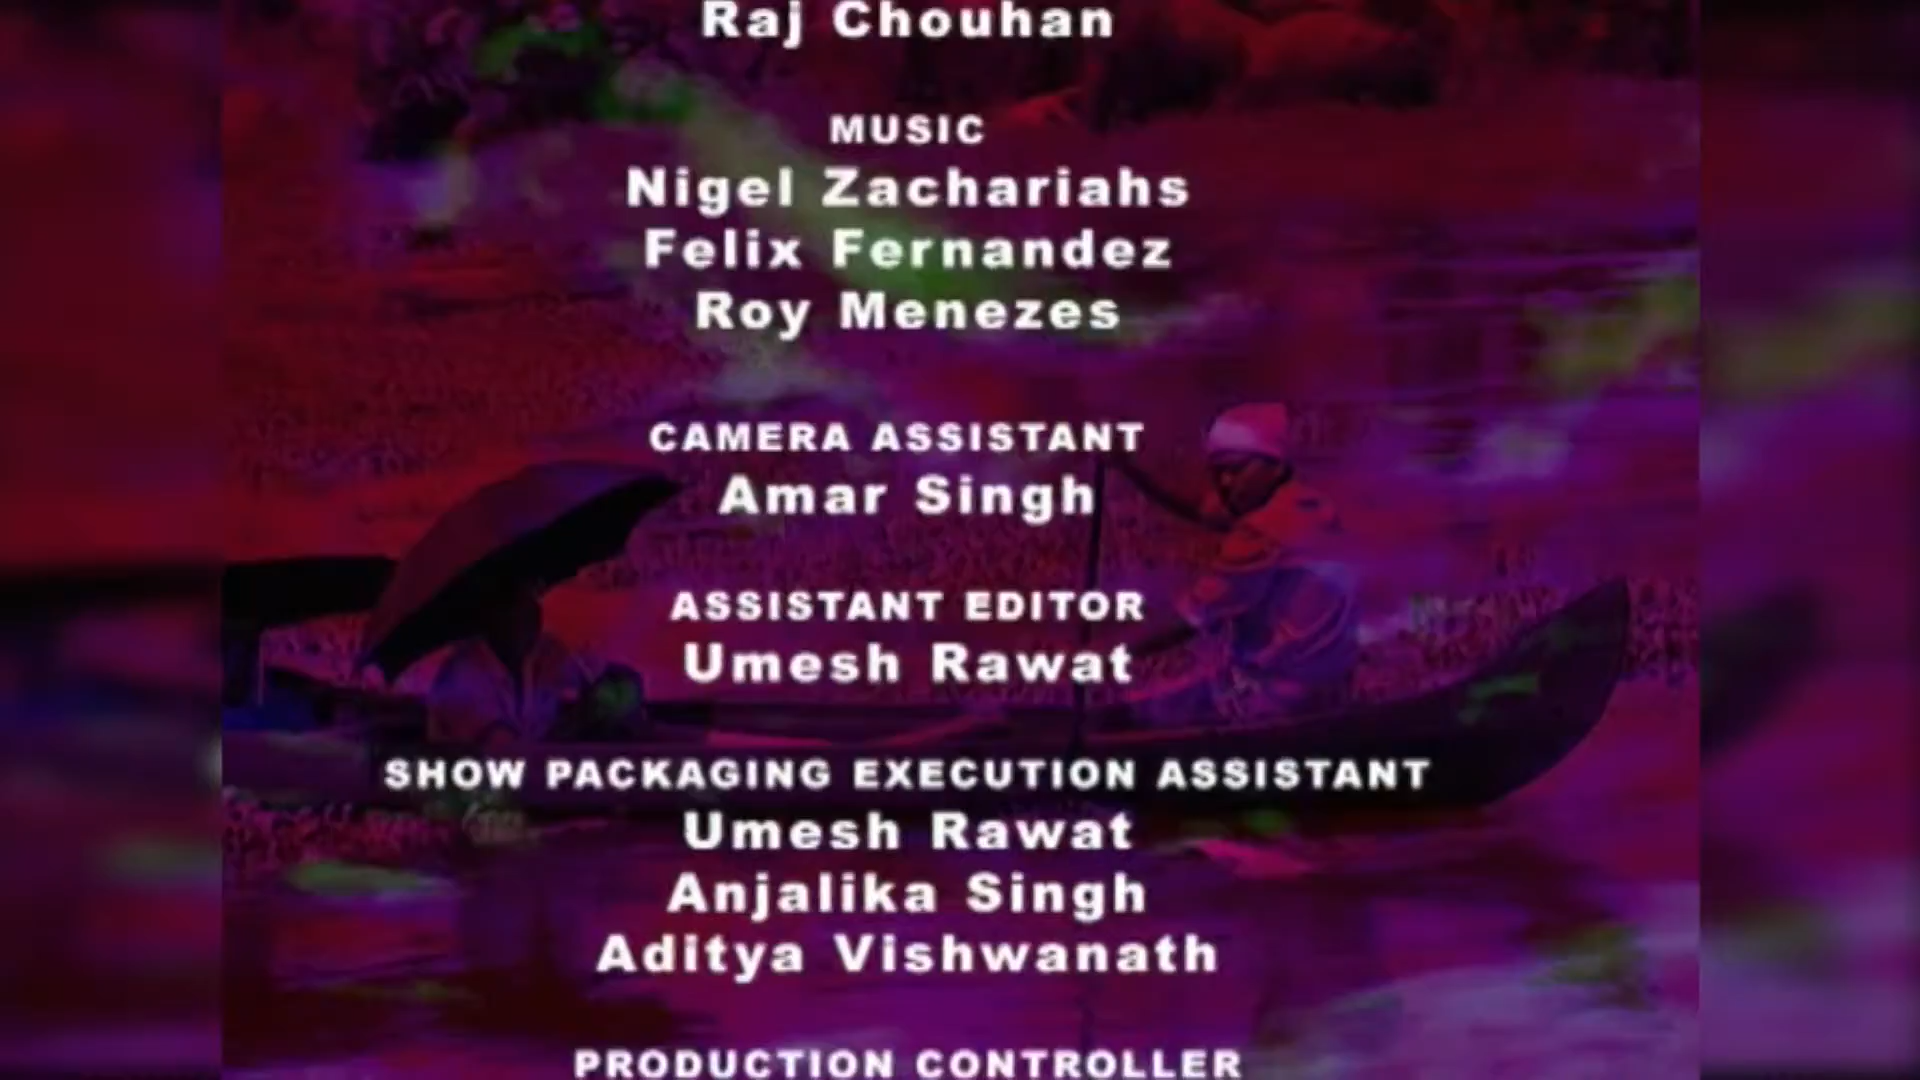 Raj Chouhan
MUSIC
Nigel Zachariahs
Felix Fernandez
Roy Menezes
CAMERA ASSISTANT
Amar Singh
ASSISTANT EDITOR
Umesh Rawat
SHOW PACKAGING EXECUTION ASSISTANT
Umesh Rawat
Anjalika Singh
Aditya Vishwanath
PRODUCTION CONTROLLER